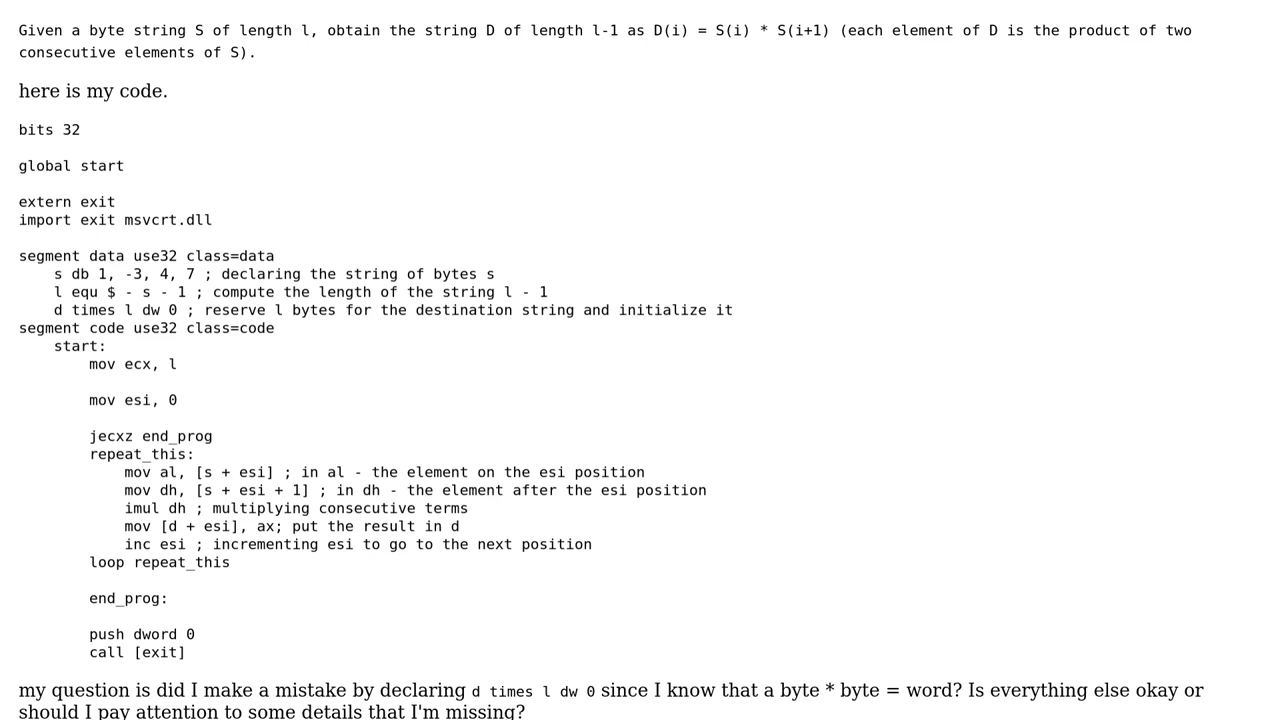 Given a byte string S of length l, obtain the string D of length l-1 as D(i) = S(i) * S(i+1) (each element of D is the product of two
consecutive elements of S).
here is my code.
bits 32
global start
extern exit
import exit msvcrt.dll
segment data use32 class=data
    s db 1, -3, 4, 7 ; declaring the string of bytes s
    l equ $ - s - 1 ; compute the length of the string l - 1
    d times l dw 0 ; reserve l bytes for the destination string and initialize it
segment code use32 class=code
    start:
        mov ecx, l
        mov esi, 0
        jecxz end_prog
        repeat_this:
            mov al, [s + esi] ; in al - the element on the esi position
            mov dh, [s + esi + 1] ; in dh - the element after the esi position
            imul dh ; multiplying consecutive terms
            mov [d + esi], ax; put the result in d
            inc esi ; incrementing esi to go to the next position
        loop repeat_this
        end_prog:
        push dword 0
        call [exit]
my question is did I make a mistake by declaring d times l dw 0 since I know that a byte * byte = word? Is everything else okay or
should I pay attention to some details that I'm missing?